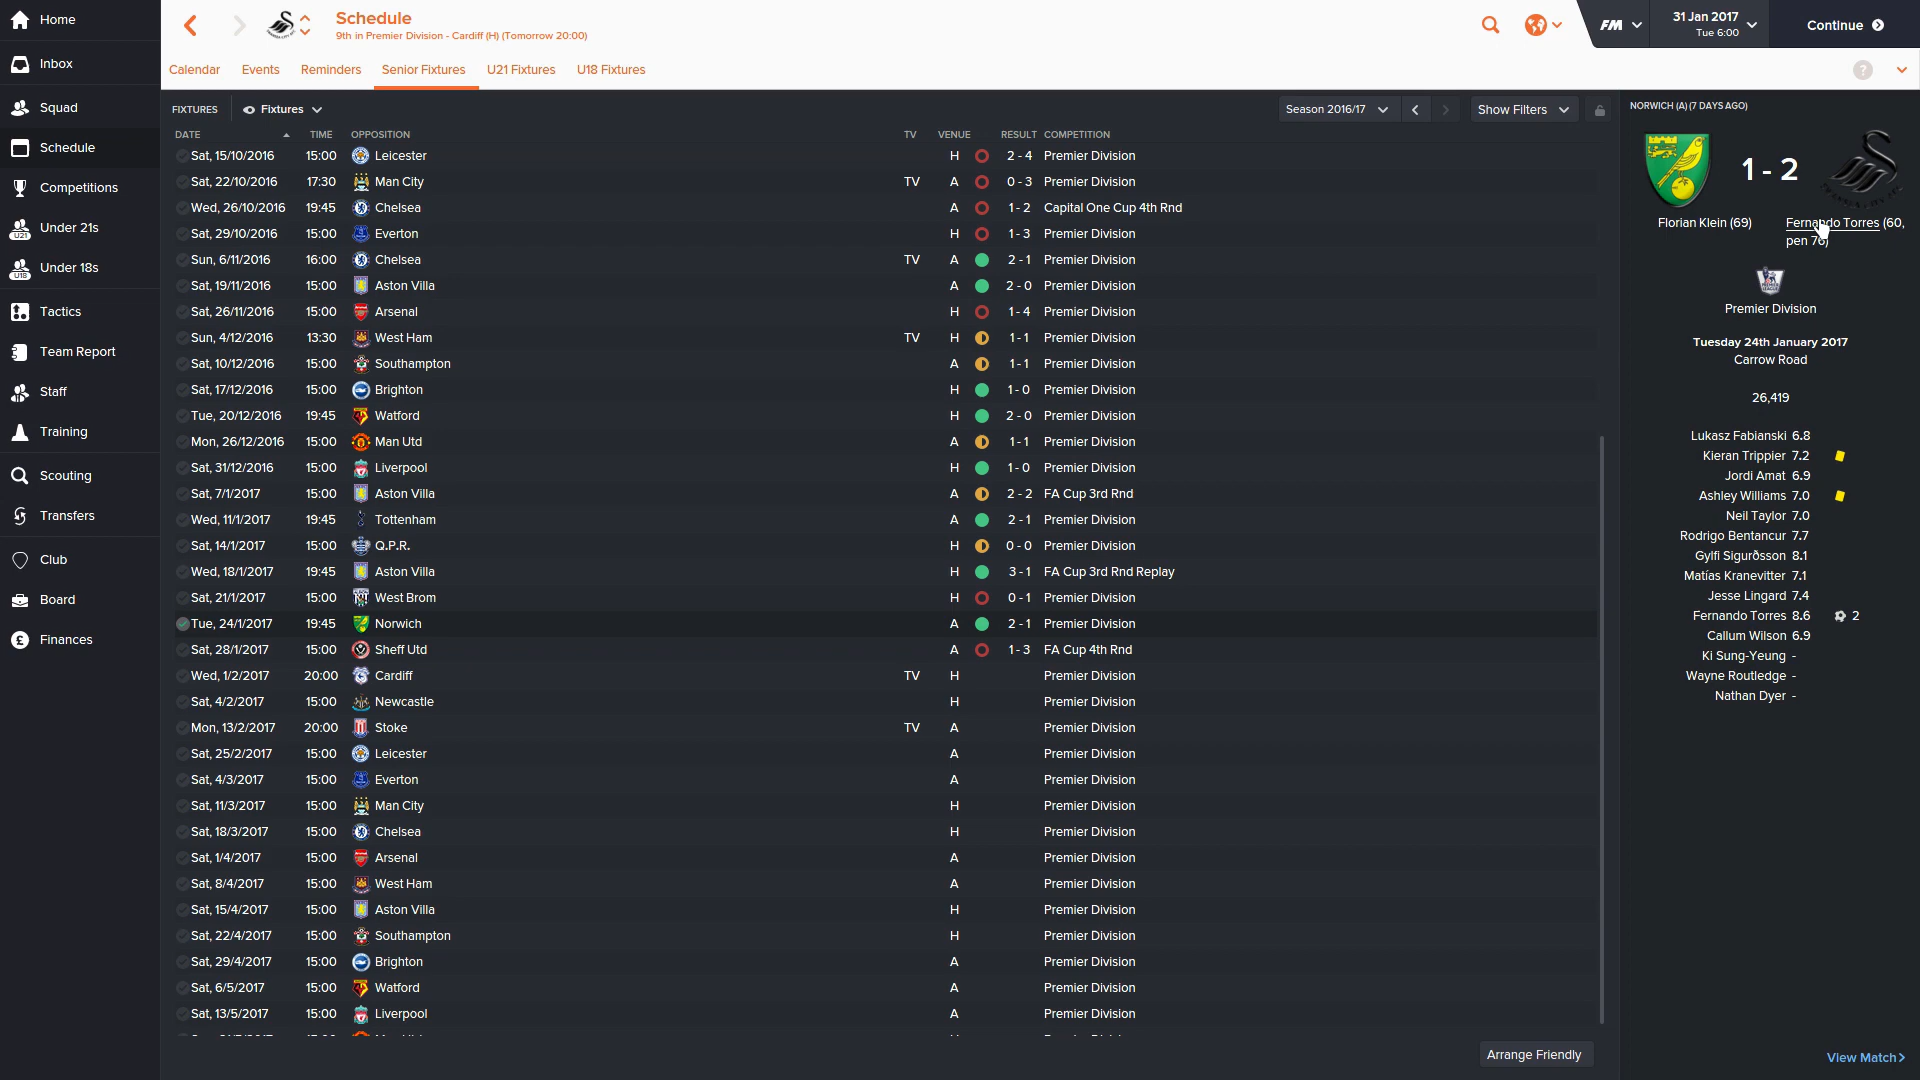 Home
Inbox
Squad
Schedule
Competitions
Under 21s
Under 18s
Tactics
Team Report
Staff
Training
Scouting
Transfers
Club
Board
Finances
Schedule
9th in Premier Division - Cardiff (H) (Tomorrow 20:00)
FM
31 Jan 2017
Tue 6:00
Continue
Calendar Events Reminders Senior Fixtures U21 Fixtures U18 Fixtures
FIXTURES Fixtures Season 2016/17 Show Filters
DATE TIME OPPOSITION TV VENUE RESULT COMPETITION
Sat, 15/10/2016 15:00 Leicester H 2 - 4 Premier Division
Sat, 22/10/2016 17:30 Man City TV A 0 - 3 Premier Division
Wed, 26/10/2016 19:45 Chelsea A 1 - 2 Capital One Cup 4th Rnd
Sat, 29/10/2016 15:00 Everton H 1 - 3 Premier Division
Sun, 6/11/2016 16:00 Chelsea TV A 2 - 1 Premier Division
Sat, 19/11/2016 15:00 Aston Villa A 2 - 0 Premier Division
Sat, 26/11/2016 15:00 Arsenal H 1 - 4 Premier Division
Sun, 4/12/2016 13:30 West Ham TV H 1 - 1 Premier Division
Sat, 10/12/2016 15:00 Southampton A 1 - 1 Premier Division
Sat, 17/12/2016 15:00 Brighton H 1 - 0 Premier Division
Tue, 20/12/2016 19:45 Watford H 2 - 0 Premier Division
Mon, 26/12/2016 15:00 Man Utd A 1 - 1 Premier Division
Sat, 31/12/2016 15:00 Liverpool H 1 - 0 Premier Division
Sat, 7/1/2017 15:00 Aston Villa A 2 - 2 FA Cup 3rd Rnd
Wed, 11/1/2017 19:45 Tottenham A 2 - 1 Premier Division
Sat, 14/1/2017 15:00 Q.P.R. H 0 - 0 Premier Division
Wed, 18/1/2017 19:45 Aston Villa H 3 - 1 FA Cup 3rd Rnd Replay
Sat, 21/1/2017 15:00 West Brom H 0 - 1 Premier Division
Tue, 24/1/2017 19:45 Norwich A 2 - 1 Premier Division
Sat, 28/1/2017 15:00 Sheff Utd A 1 - 3 FA Cup 4th Rnd
Wed, 1/2/2017 20:00 Cardiff TV H Premier Division
Sat, 4/2/2017 15:00 Newcastle H Premier Division
Mon, 13/2/2017 20:00 Stoke TV A Premier Division
Sat, 25/2/2017 15:00 Leicester A Premier Division
Sat, 4/3/2017 15:00 Everton A Premier Division
Sat, 11/3/2017 15:00 Man City H Premier Division
Sat, 18/3/2017 15:00 Chelsea H Premier Division
Sat, 1/4/2017 15:00 Arsenal A Premier Division
Sat, 8/4/2017 15:00 West Ham A Premier Division
Sat, 15/4/2017 15:00 Aston Villa H Premier Division
Sat, 22/4/2017 15:00 Southampton H Premier Division
Sat, 29/4/2017 15:00 Brighton A Premier Division
Sat, 6/5/2017 15:00 Watford A Premier Division
Sat, 13/5/2017 15:00 Liverpool A Premier Division
Arrange Friendly
NORWICH (A) (7 DAYS AGO)
1 - 2
Florian Klein (69)
Fernando Torres (60,
pen 76)
Premier Division
Tuesday 24th January 2017
Carrow Road
26,419
Lukasz Fabianski 6.8
Kieran Trippier 7.2
Jordi Amat 6.9
Ashley Williams 7.0
Neil Taylor 7.0
Rodrigo Bentancur 7.7
Gylfi Sigurðsson 8.1
Matías Kranevitter 7.1
Jesse Lingard 7.4
Fernando Torres 8.6 2
Callum Wilson 6.9
Ki Sung-Yeung -
Wayne Routledge -
Nathan Dyer -
View Match